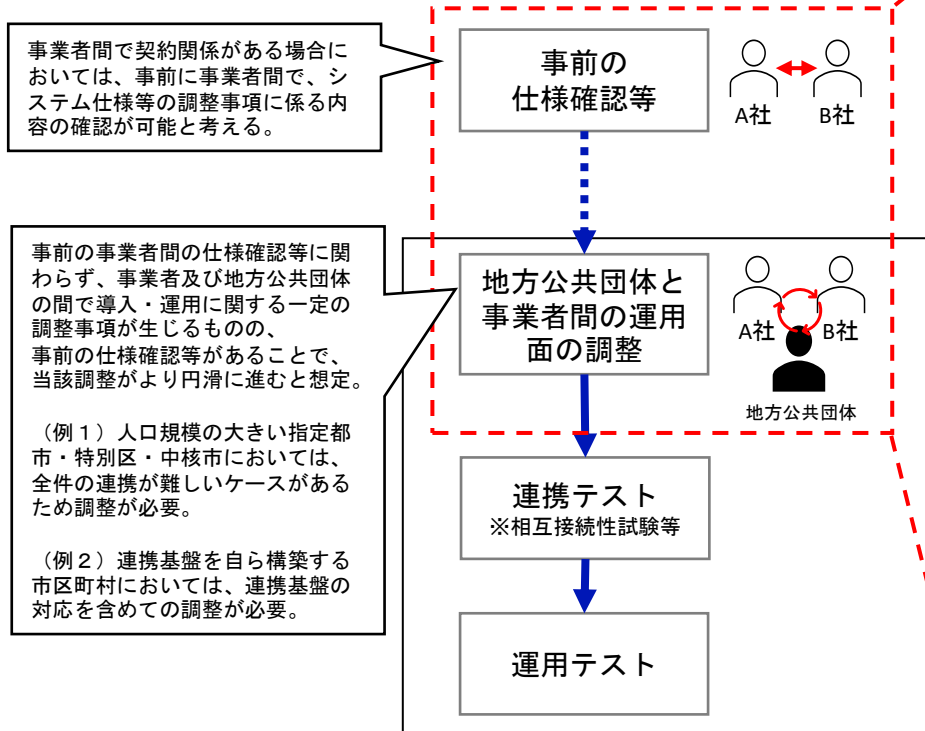 事業者間で契約関係がある場合に
おいては、事前に事業者間で、シ
ステム仕様等の調整事項に係る内
容の確認が可能と考える。
事前の
仕様確認等
A社
B社
事前の事業者間の仕様確認等に関
わらず、事業者及び地方公共団体
の間で導入・運用に関する一定の
調整事項が生じるものの、
事前の仕様確認等があることで、
当該調整がより円滑に進むと想定。
（例１）人口規模の大きい指定都
市・特別区・中核市においては、
全件の連携が難しいケースがある
ため調整が必要。
（例２）連携基盤を自ら構築する
市区町村においては、連携基盤の
対応を含めての調整が必要。
地方公共団体と
事業者間の運用
面の調整
A社
B社
地方公共団体
連携テスト
※相互接続性試験等
運用テスト